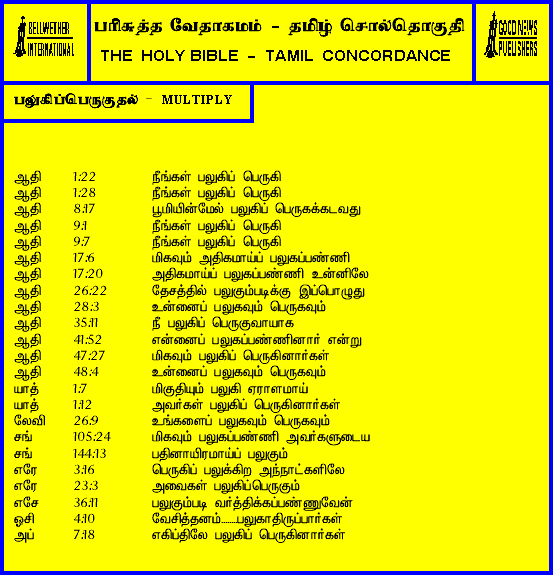 BELLWETHER
INTERNATIONAL
பரிசுத்த வேதாகமம் - தமிழ் சொல்தொகுதி
THE HOLY BIBLE - TAMIL CONCORDANCE
GOOD NEWS
PUBLISHERS
பலுகிப்பெருகுதல் - MULTIPLY
ஆதி 1:22 நீங்கள் பலுகிப் பெருகி
ஆதி 1:28 நீங்கள் பலுகிப் பெருகி
ஆதி 8:17 பூமியின்மேல் பலுகிப் பெருகக்கடவது
ஆதி 9:1 நீங்கள் பலுகிப் பெருகி
ஆதி 9:7 நீங்கள் பலுகிப் பெருகி
ஆதி 17:6 மிகவும் அதிகமாய்ப் பலுகப்பண்ணி
ஆதி 17:20 அதிகமாய்ப் பலுகப்பண்ணி உன்னிலே
ஆதி 26:22 தேசத்தில் பலுகும்படிக்கு இப்பொழுது
ஆதி 28:3 உன்னைப் பலுகவும் பெருகவும்
ஆதி 35:11 நீ பலுகிப் பெருகுவாயாக
ஆதி 41:52 என்னைப் பலுகப்பண்ணினார் என்று
ஆதி 47:27 மிகவும் பலுகிப் பெருகினார்கள்
ஆதி 48:4 உன்னைப் பலுகவும் பெருகவும்
யாத் 1:7 மிகுதியும் பலுகி ஏராளமாய்
யாத் 1:12 அவர்கள் பலுகிப் பெருகினார்கள்
லேவி 26:9 உங்களைப் பலுகவும் பெருகவும்
சங் 105:24 மிகவும் பலுகப்பண்ணி அவர்களுடைய
சங் 144:13 பதினாயிரமாய்ப் பலுகும்
எரே 3:16 பெருகிப் பலுக்கிற அந்நாட்களிலே
எரே 23:3 அவைகள் பலுகிப்பெருகும்
எசே 36:11 பலுகும்படி வர்த்திக்கப்பண்ணுவேன்
ஓசி 4:10 வேசித்தனம்........பலுகாதிருப்பார்கள்
அப் 7:18 எகிப்திலே பலுகிப் பெருகினார்கள்